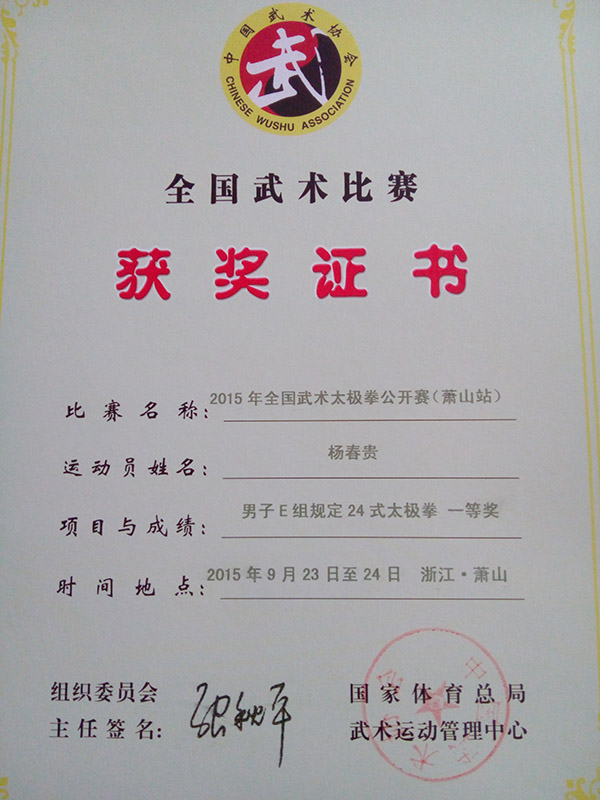 中国武术协会
武
CHINESE WUSHU ASSOCIATION
全国武术比赛
获奖证书
比赛名称：2015年全国武术太极拳公开赛（萧山站）
运动员姓名：杨春贵
项目与成绩：男子E组规定24式太极拳 一等奖
时间地点：2015年9月23日至24日 浙江·萧山
组织委员会
主任签名：
国家体育总局
武术运动管理中心